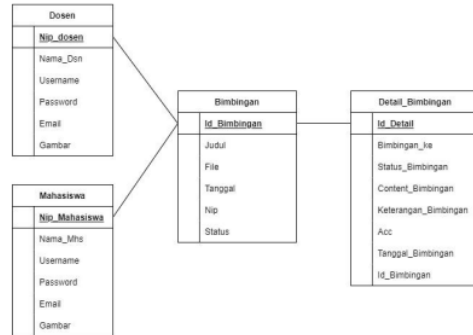 Dosen
Nip_dosen
Nama_Dsn
Username
Password
Email
Gambar
Mahasiswa
Nip_Mahasiswa
Nama_Mhs
Username
Password
Email
Gambar
Bimbingan
Id_Bimbingan
Judul
File
Tanggal
Nip
Status
Detail_Bimbingan
Id_Detail
Bimbingan_ke
Status_Bimbingan
Content_Bimbingan
Keterangan_Bimbingan
Acc
Tanggal_Bimbingan
Id_Bimbingan